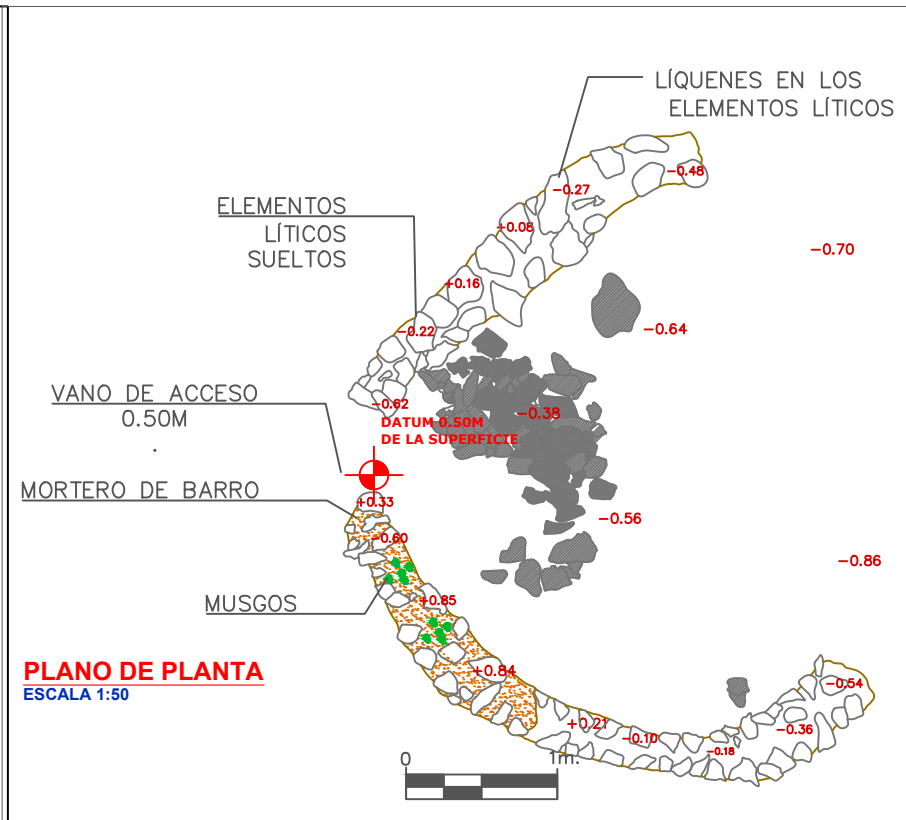 LÍQUENES EN LOS
ELEMENTOS LÍTICOS
-0.48
-0.27
ELEMENTOS
LÍTICOS
SUELTOS
+0.08
-0.70
+0.16
-0.22
-0.64
VANO DE ACCESO
0.50M
-0.62
-0.38
DATUM 0.50M
DE LA SUPERFICIE
MORTERO DE BARRO
+0.33
-0.56
-0.60
-0.86
MUSGOS
+0.85
PLANO DE PLANTA
ESCALA 1:50
+0.84
-0.54
+0.21
-0.36
-0.10
-0.18
0 1m.